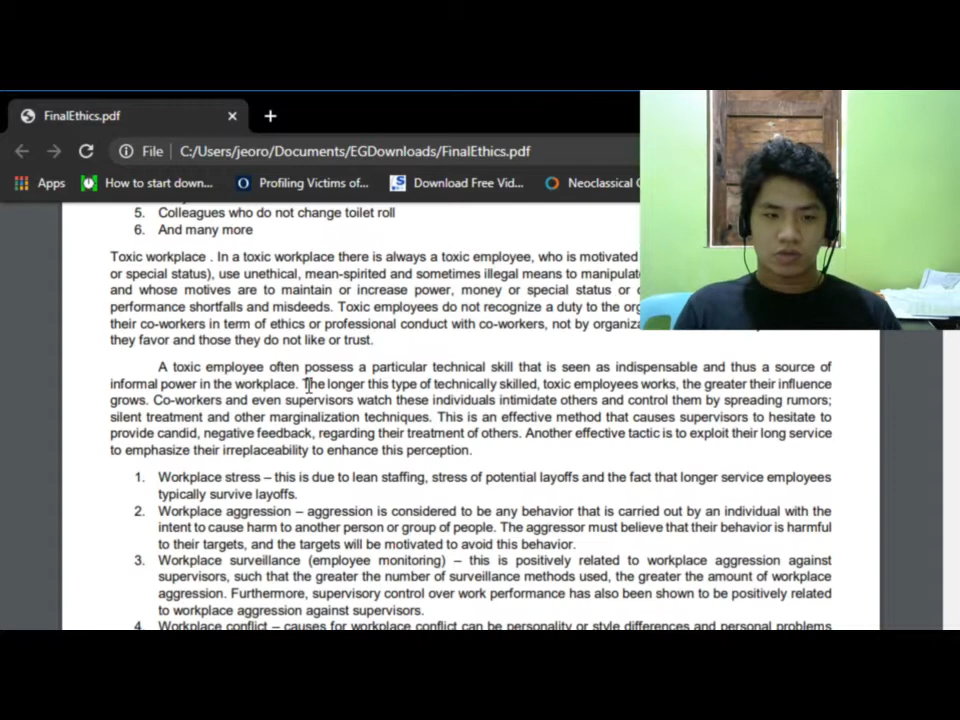 FinalEthics.pdf
File C:/Users/jeoro/Documents/EGDownloads/FinalEthics.pdf
Apps How to start down... Profiling Victims of... Download Free Vid... Neoclassical
5. Colleagues who do not change toilet roll
6. And many more
Toxic workplace . In a toxic workplace there is always a toxic employee, who is motivated
or special status), use unethical, mean-spirited and sometimes illegal means to
and whose motives are to maintain or increase power, money or special status or
performance shortfalls and misdeeds. Toxic employees do not recognize a duty to the
their co-workers in term of ethics or professional conduct with co-workers, not by
they favor and those they do not like or trust.
A toxic employee often possess a particular technical skill that is seen as indispensable and thus a source of
informal power in the workplace. The longer this type of technically skilled, toxic employees works, the greater their influence
grows. Co-workers and even supervisors watch these individuals intimidate others and control them by spreading rumors;
silent treatment and other marginalization techniques. This is an effective method that causes supervisors to hesitate to
provide candid, negative feedback, regarding their treatment of others. Another effective tactic is to exploit their long service
to emphasize their irreplaceability to enhance this perception.
1. Workplace stress – this is due to lean staffing, stress of potential layoffs and the fact that longer service employees
typically survive layoffs.
2. Workplace aggression – aggression is considered to be any behavior that is carried out by an individual with the
intent to cause harm to another person or group of people. The aggressor must believe that their behavior is harmful
to their targets, and the targets will be motivated to avoid this behavior.
3. Workplace surveillance (employee monitoring) – this is positively related to workplace aggression against
supervisors, such that the greater the number of surveillance methods used, the greater the amount of workplace
aggression. Furthermore, supervisory control over work performance has also been shown to be positively related
to workplace aggression against supervisors.
4. Workplace conflict – causes for workplace conflict can be personality or style differences and personal problems